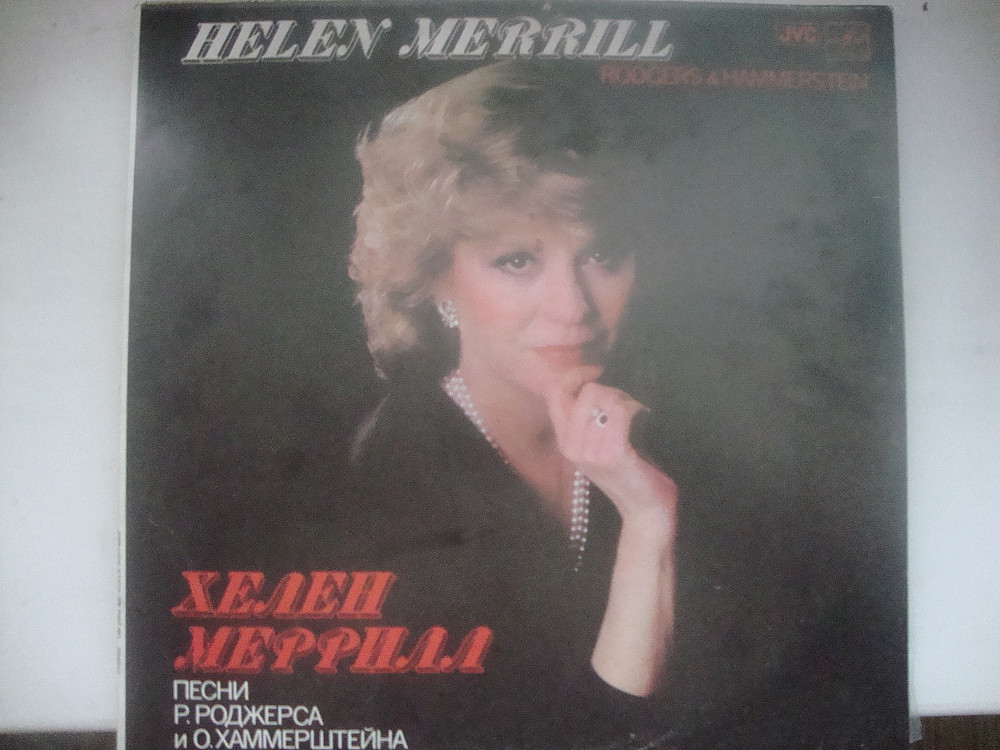 HELEN MERRILL
JVC
RODGERS & HAMMERSTEIN
ХЕЛЕН
МЕРРИЛЛ
ПЕСНИ
Р. РОДЖЕРСА
и О. ХАММЕРШТЕЙНА